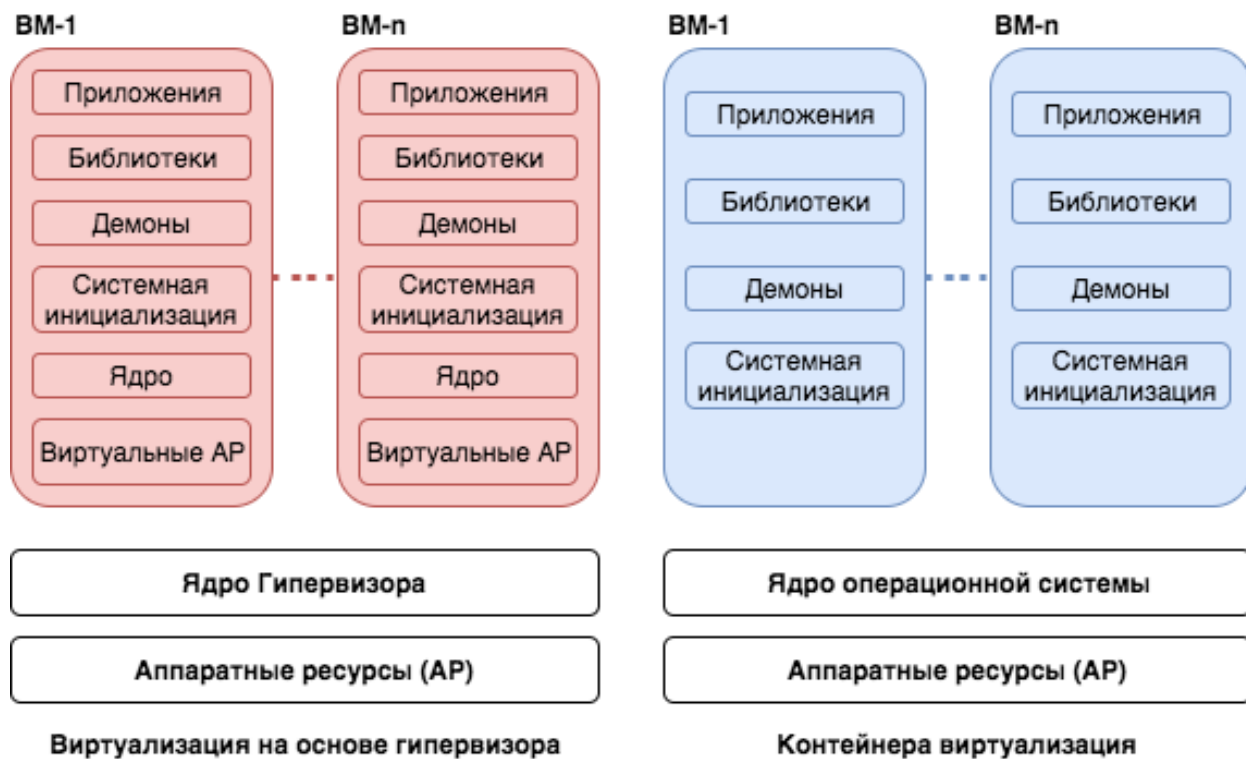 ВМ-1
ВМ-n
Приложения
Приложения
Библиотеки
Библиотеки
Демоны
Демоны
Системная
инициализация
Системная
инициализация
Ядро
Ядро
Виртуальные АР
Виртуальные АР
Ядро Гипервизора
Аппаратные ресурсы (АР)
Виртуализация на основе гипервизора
ВМ-1
ВМ-n
Приложения
Приложения
Библиотеки
Библиотеки
Демоны
Демоны
Системная
инициализация
Системная
инициализация
Ядро операционной системы
Аппаратные ресурсы (АР)
Контейнера виртуализация